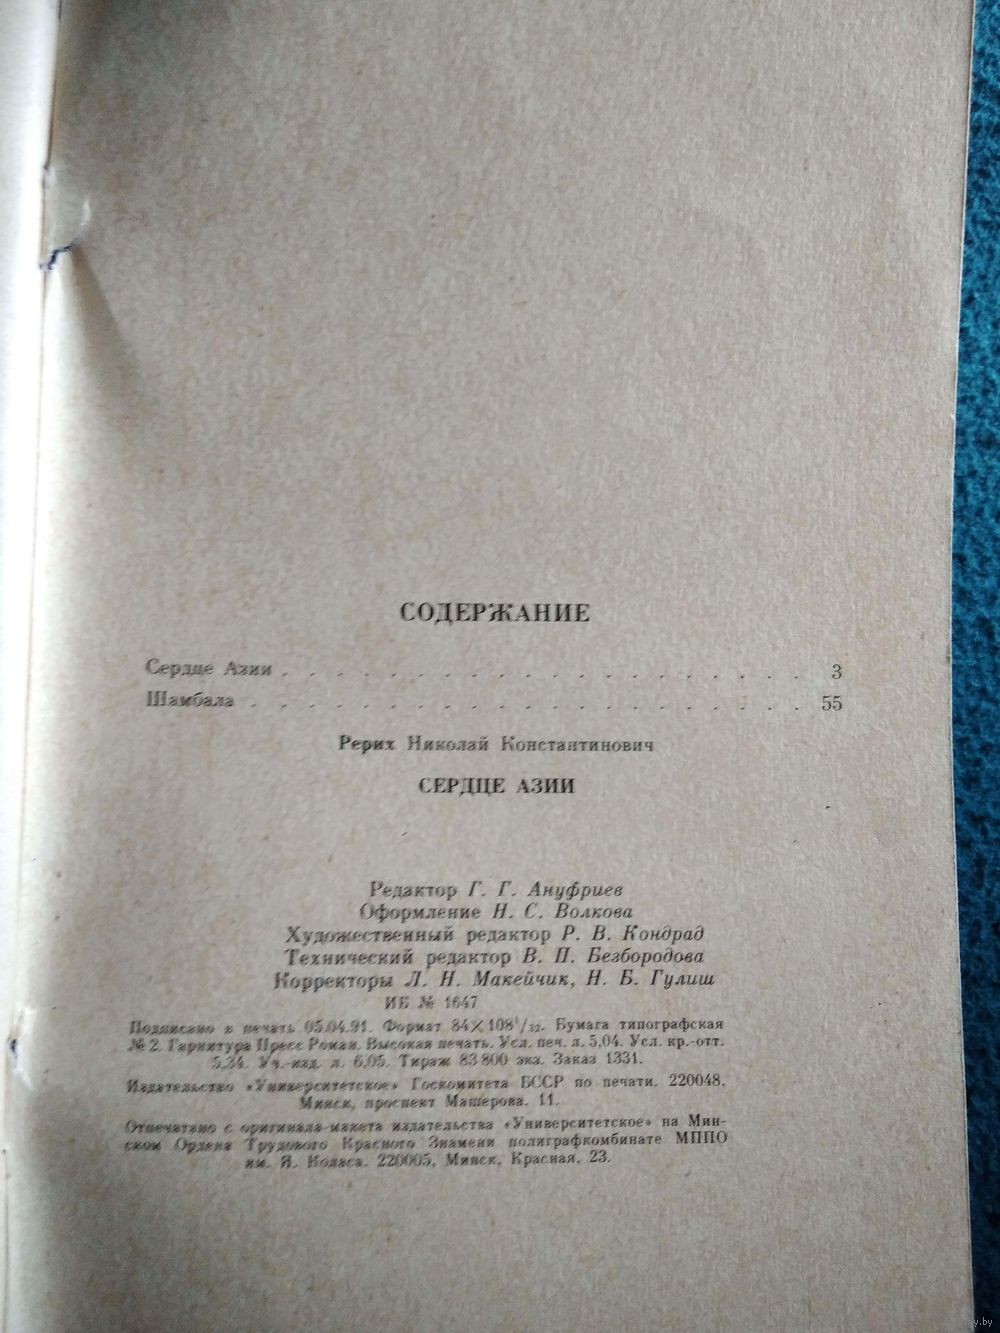 СОДЕРЖАНИЕ
Сердце Азии . . . . . . . . . . . . . . . . . . . . 3
Шамбала . . . . . . . . . . . . . . . . . . . . . 55
Рерих Николай Константинович
СЕРДЦЕ АЗИИ
Редактор Г. Г. Ануфриев
Оформление Н. С. Волкова
Художественный редактор Р. В. Кондрад
Технический редактор В. П. Безбородова
Корректоры Л. Н. Макейчик, Н. Б. Гулиш
ИБ № 1647
Подписано в печать 05.04.91. Формат 84×108¹/₃₂. Бумага типографская
№ 2. Гарнитура Пресс Роман. Высокая печать. Усл. печ. л. 5,04. Усл. кр.-отт.
5,34. Уч.-изд. л. 6,05. Тираж 83 800 экз. Заказ 1331.
Издательство «Университетское» Госкомитета БССР по печати. 220048,
Минск, проспект Машерова, 11.
Отпечатано с оригинала-макета издательства «Университетское» на Мин-
ском Ордена Трудового Красного Знамени полиграфкомбинате МППО
им. Я. Коласа. 220005, Минск, Красная, 23.